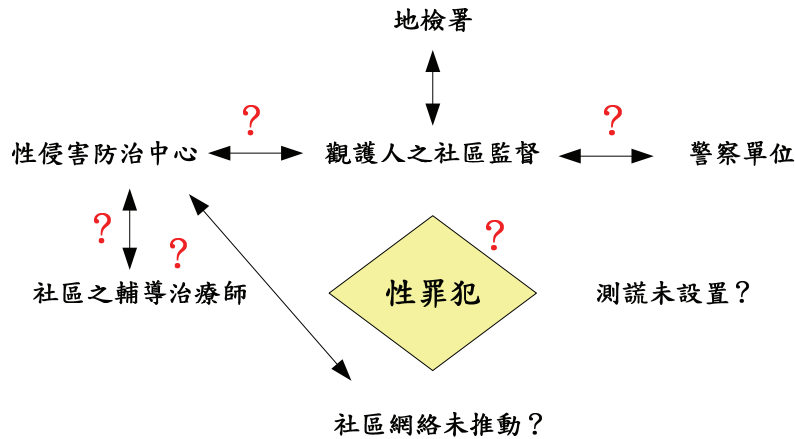 地檢署
?
?
性侵害防治中心
觀護人之社區監督
警察單位
?
?
?
社區之輔導治療師
性罪犯
測謊未設置?
社區網絡未推動?